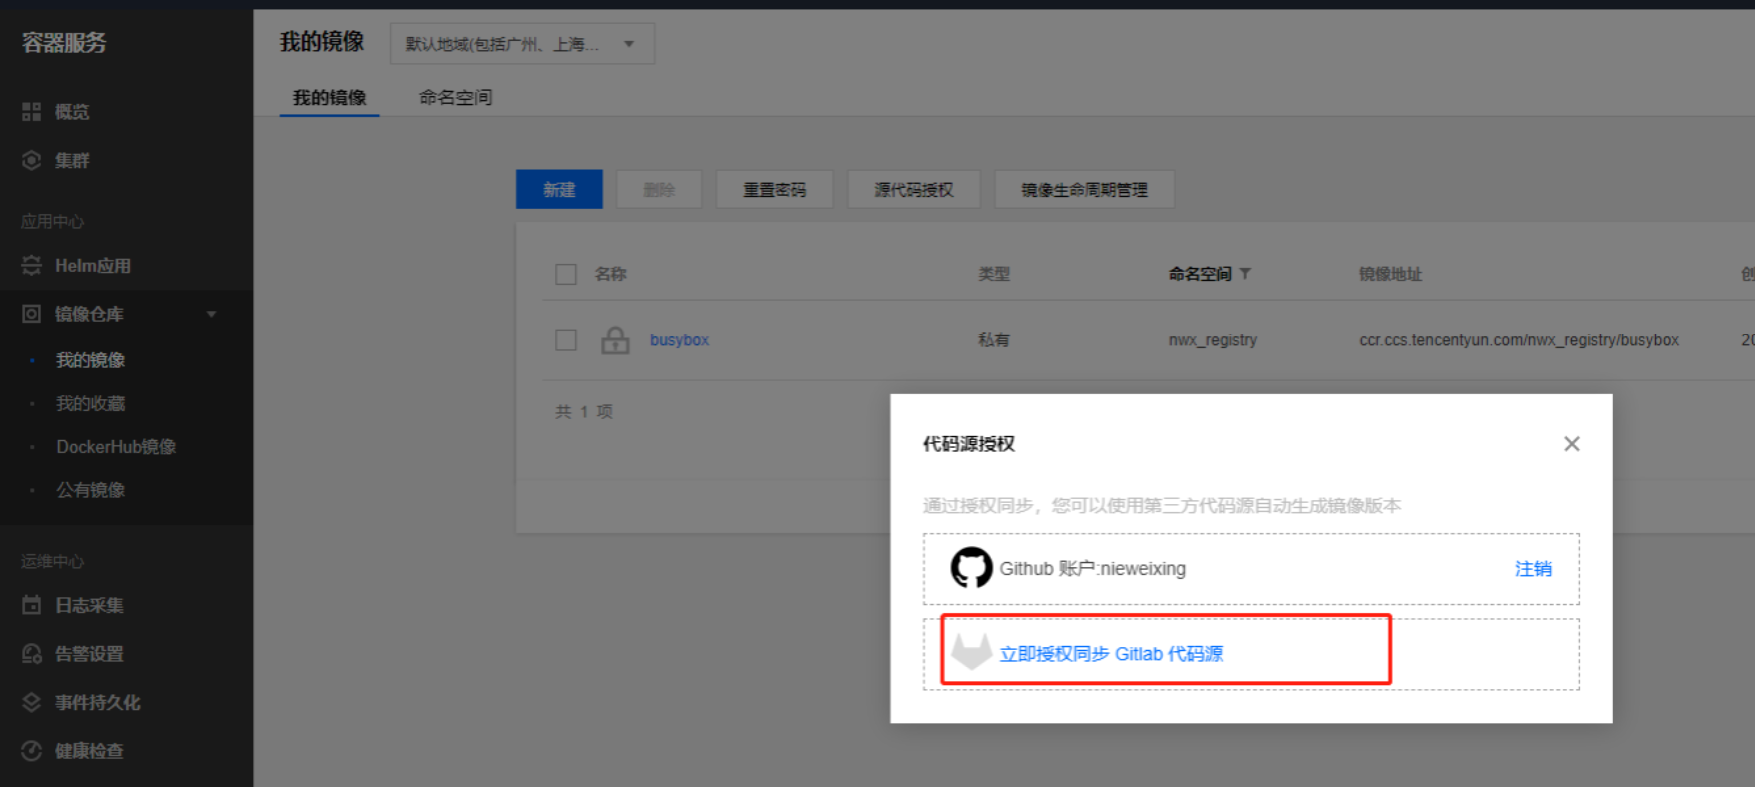 容器服务
概览
集群
应用中心
Helm应用
镜像仓库
我的镜像
我的收藏
DockerHub镜像
公有镜像
运维中心
日志采集
告警设置
事件持久化
健康检查
我的镜像
默认地域(包括广州、上海...
我的镜像 命名空间
新建 删除 重置密码 源代码授权 镜像生命周期管理
名称 类型 命名空间 镜像地址 创
busybox 私有 nwx_registry ccr.ccs.tencentyun.com/nwx_registry/busybox 20
共 1 项
代码源授权
通过授权同步，您可以使用第三方代码源自动生成镜像版本
Github 账户:nieweixing 注销
立即授权同步 Gitlab 代码源